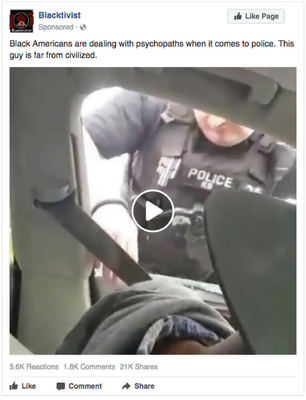 Blacktivist
Like Page
Sponsored ·
Black Americans are dealing with psychopaths when it comes to police. This
guy is far from civilized.
POLICE
5.6K Reactions 1.8K Comments 21K Shares
Like Comment Share